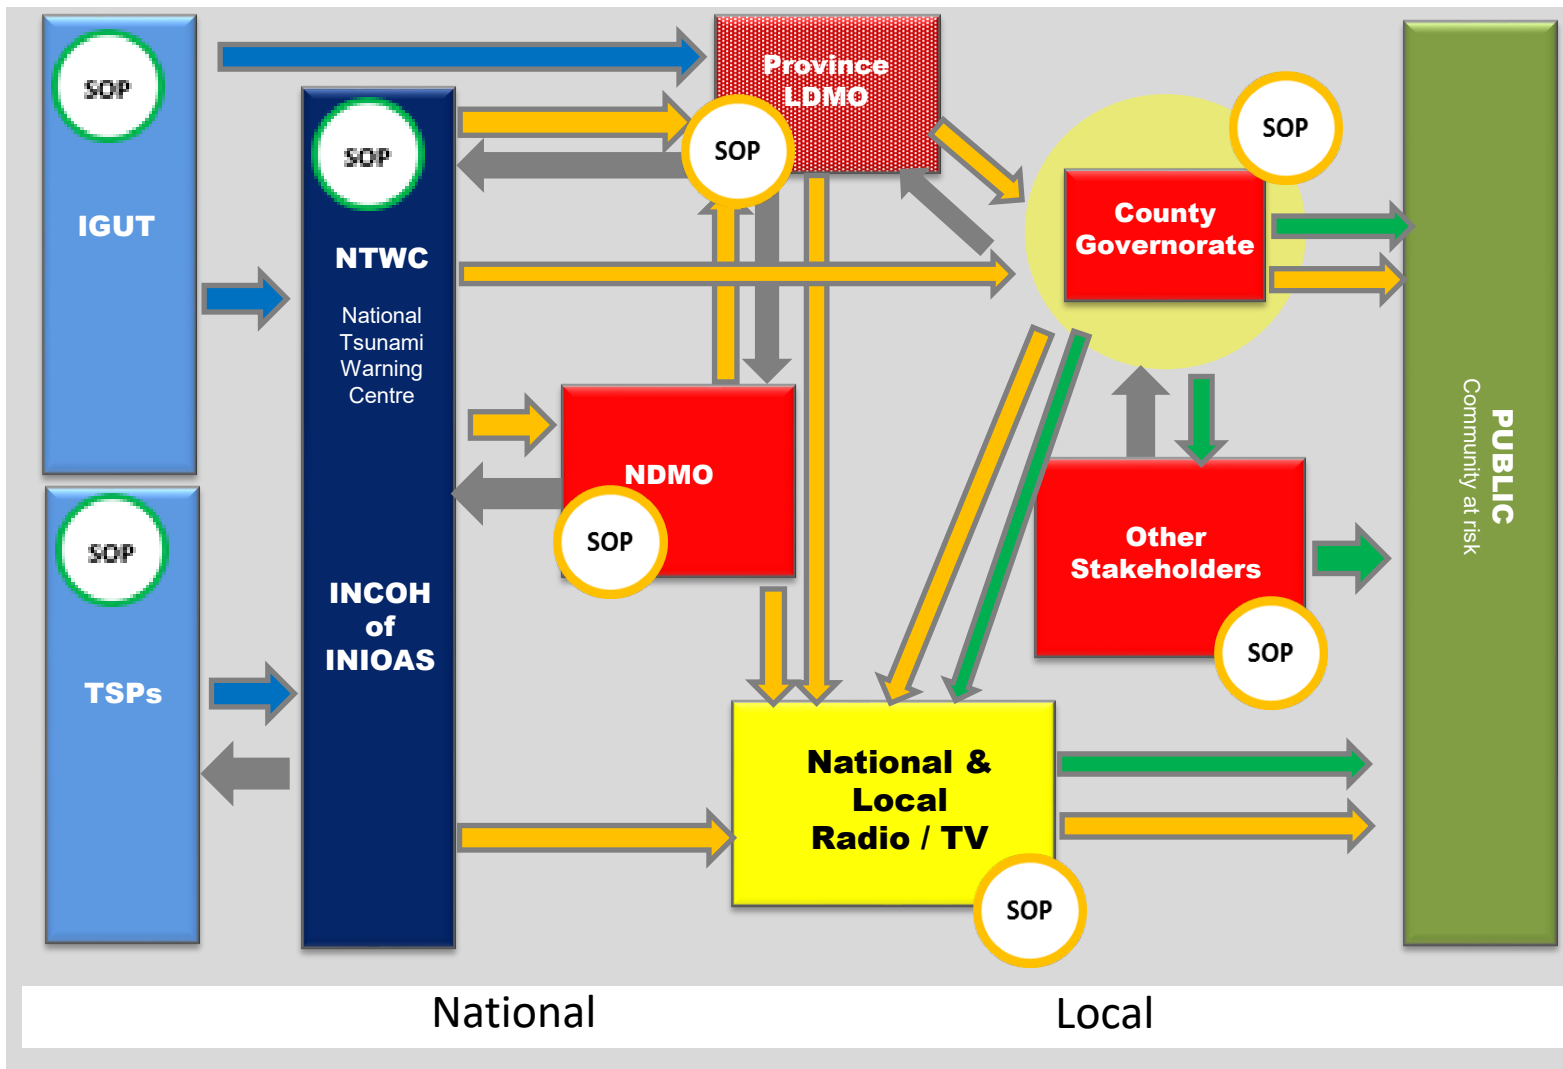 SOP
IGUT
SOP
TSPs
SOP
NTWC
National
Tsunami
Warning
Centre
INCOH
of
INIOAS
Province
LDMO
SOP
NDMO
SOP
SOP
County
Governorate
Other
Stakeholders
SOP
National &
Local
Radio / TV
SOP
PUBLIC
Community at risk
National
Local